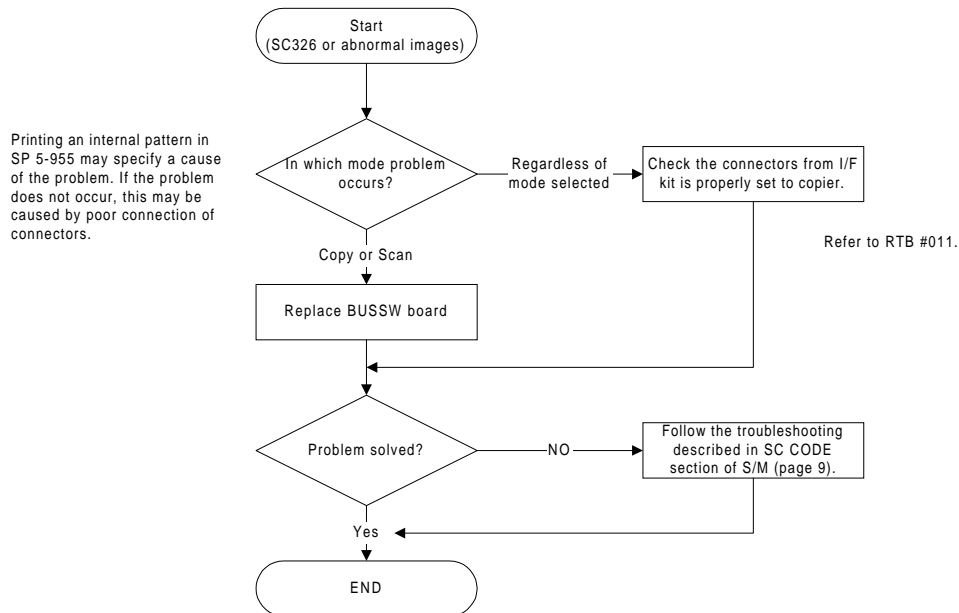 Start
(SC326 or abnormal images)
Printing an internal pattern in
SP 5-955 may specify a cause
of the problem. If the problem
does not occur, this may be
caused by poor connection of
connectors.
In which mode problem
occurs?
Regardless of
mode selected
Check the connectors from I/F
kit is properly set to copier.
Refer to RTB #011.
Copy or Scan
Replace BUSSW board
Problem solved?
NO
Follow the troubleshooting
described in SC CODE
section of S/M (page 9).
Yes
END